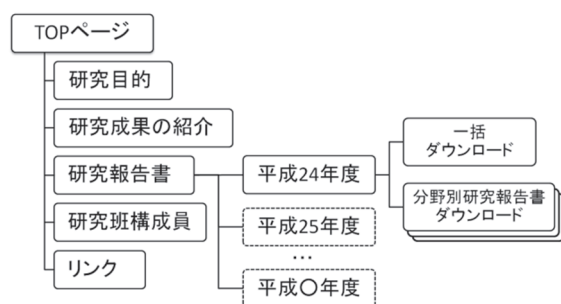 TOPページ
研究目的
研究成果の紹介
研究報告書
研究班構成員
リンク
平成24年度
平成25年度
…
平成〇年度
一括
ダウンロード
分野別研究報告書
ダウンロード